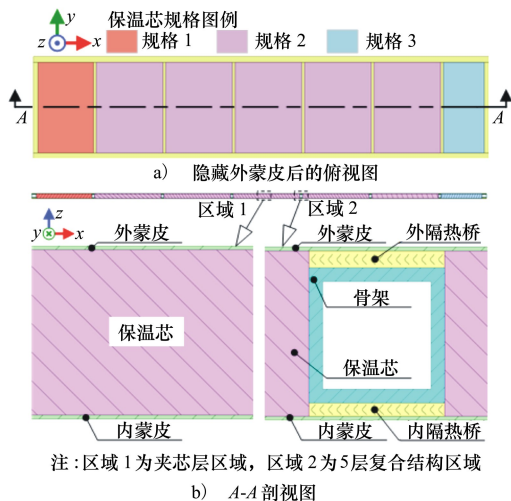 保温芯规格图例
y
z x
规格 1 规格 2 规格 3
A A
a) 隐藏外蒙皮后的俯视图
区域 1 区域 2
z
y x
外蒙皮 外蒙皮 外隔热桥
骨架
保温芯
保温芯
内蒙皮 内蒙皮 内隔热桥
注:区域 1 为夹芯层区域，区域 2 为5层复合结构区域
b) A-A 剖视图